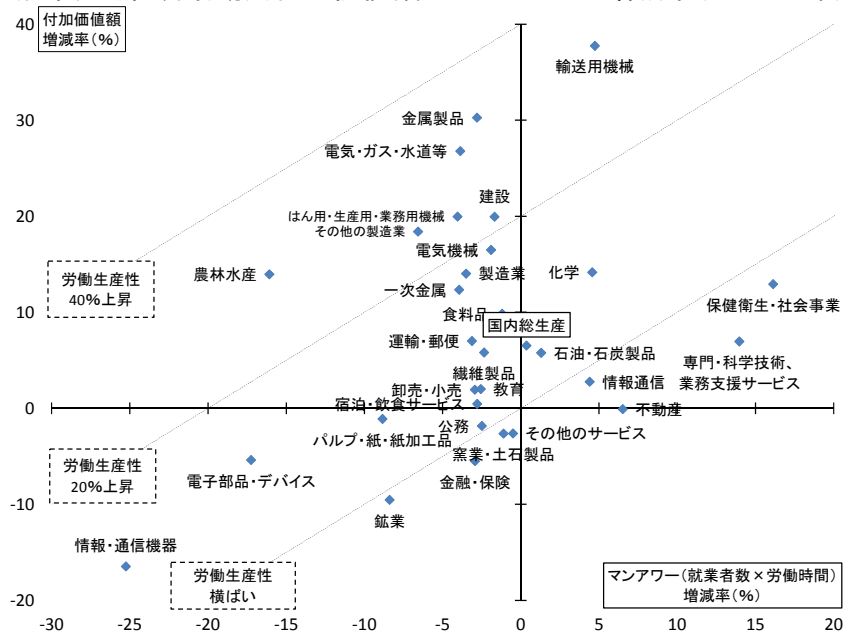 40
付加価値額
増減率（%）
輸送用機械
30
金属製品
電気・ガス・水道等
建設
20
はん用・生産用・業務用機械
その他の製造業
電気機械
労働生産性
40％上昇
農林水産
製造業
化学
一次金属
保健衛生・社会事業
10
食料品
国内総生産
運輸・郵便
石油・石炭製品
専門・科学技術、
業務支援サービス
繊維製品
情報通信
卸売・小売
教育
宿泊・飲食サービス
不動産
0
公務
その他のサービス
パルプ・紙・紙加工品
窯業・土石製品
労働生産性
20％上昇
電子部品・デバイス
金融・保険
-10
鉱業
情報・通信機器
労働生産性
横ばい
マンアワー（就業者数×労働時間）
増減率（%）
-20
-30 -25 -20 -15 -10 -5 0 5 10 15 20